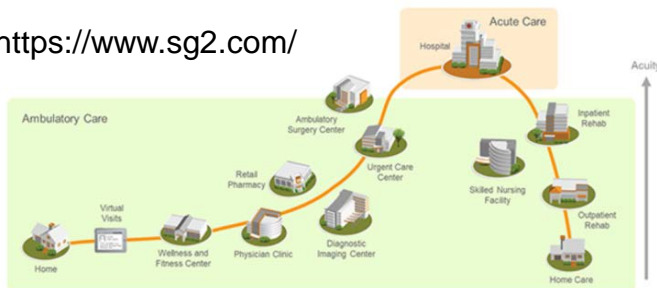 https://www.sg2.com/
Acute Care
Hospital
Acuity
Ambulatory Care
Ambulatory
Surgery Center
Inpatient
Rehab
Urgent Care
Center
Retail
Pharmacy
Skilled Nursing
Facility
Virtual
Visits
Outpatient
Rehab
Home
Wellness and
Fitness Center
Physician Clinic
Diagnostic
Imaging Center
Home Care